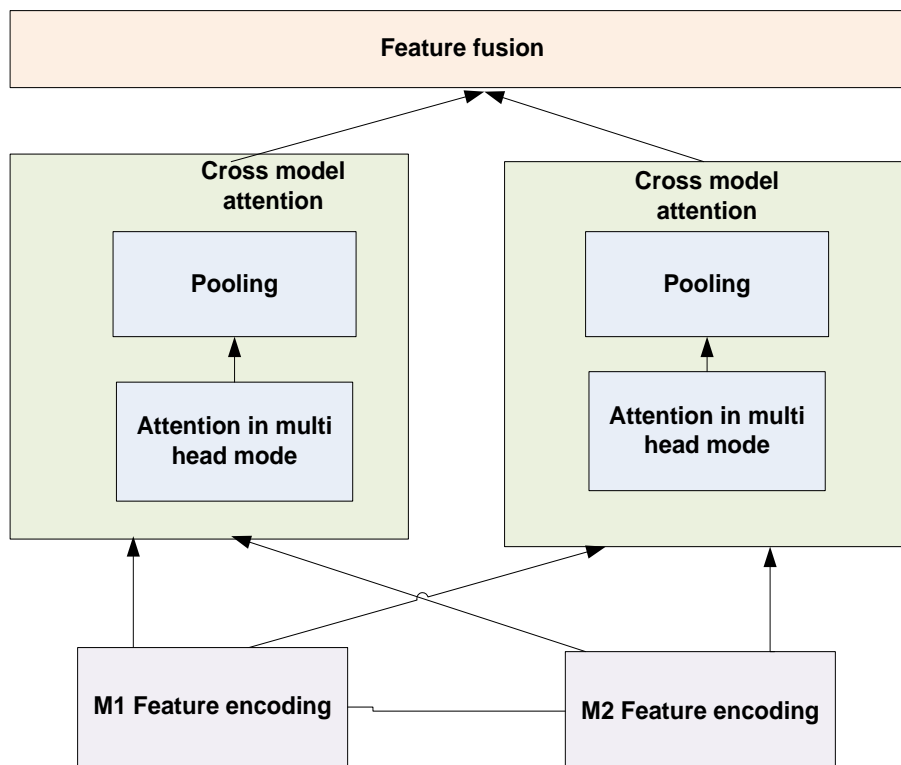 Feature fusion
Cross model
attention
Pooling
Attention in multi
head mode
Cross model
attention
Pooling
Attention in multi
head mode
M1 Feature encoding
M2 Feature encoding